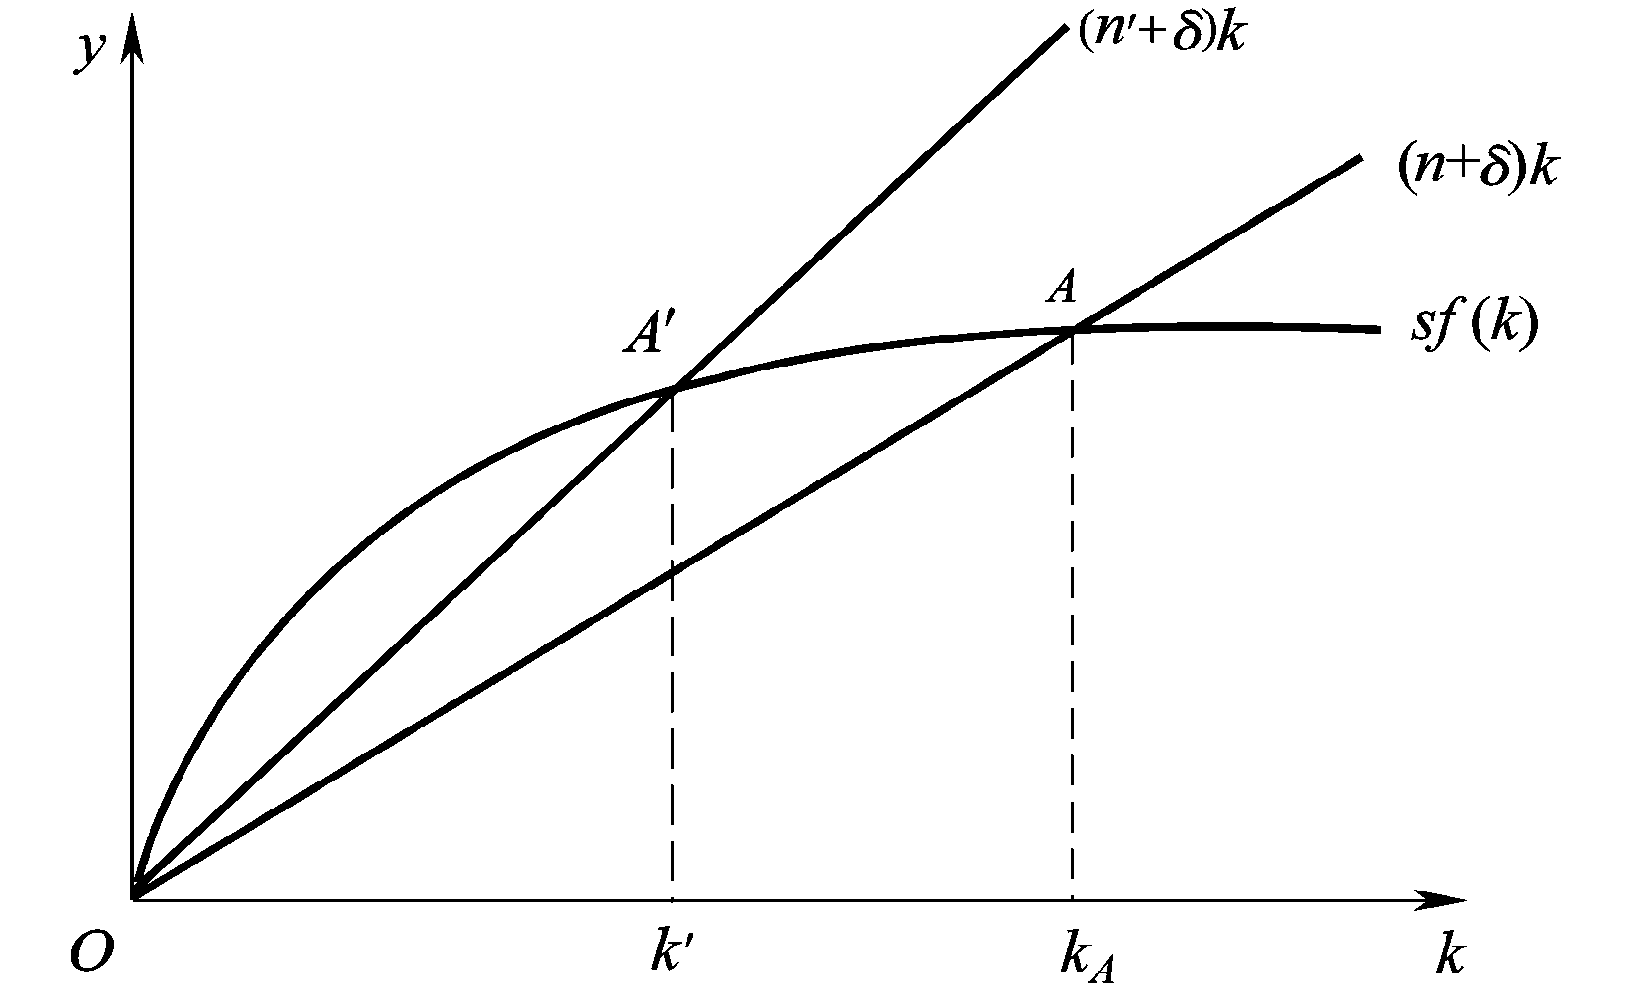 y
(n′+δ)k
(n+δ)k
A
A′
sf (k)
O
k′
k_A
k